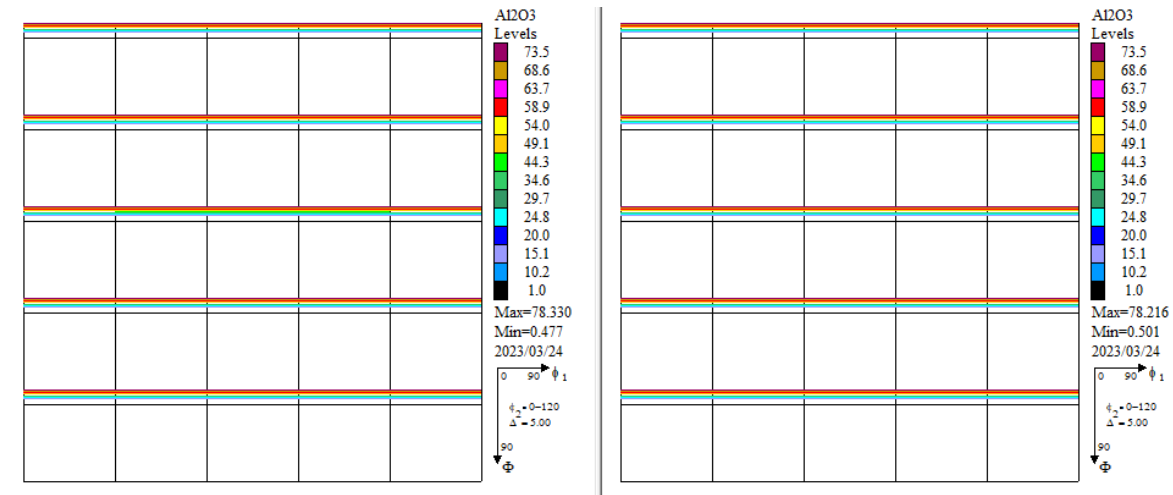 Al2O3
Levels
73.5
68.6
63.7
58.9
54.0
49.1
44.3
34.6
29.7
24.8
20.0
15.1
10.2
1.0
Max=78.330
Min=0.477
2023/03/24
0 90 ϕ 1
ϕ2 = 0-120
Δ = 5.00
90
Φ
Al2O3
Levels
73.5
68.6
63.7
58.9
54.0
49.1
44.3
34.6
29.7
24.8
20.0
15.1
10.2
1.0
Max=78.216
Min=0.501
2023/03/24
0 90 ϕ 1
ϕ2 = 0-120
Δ = 5.00
90
Φ